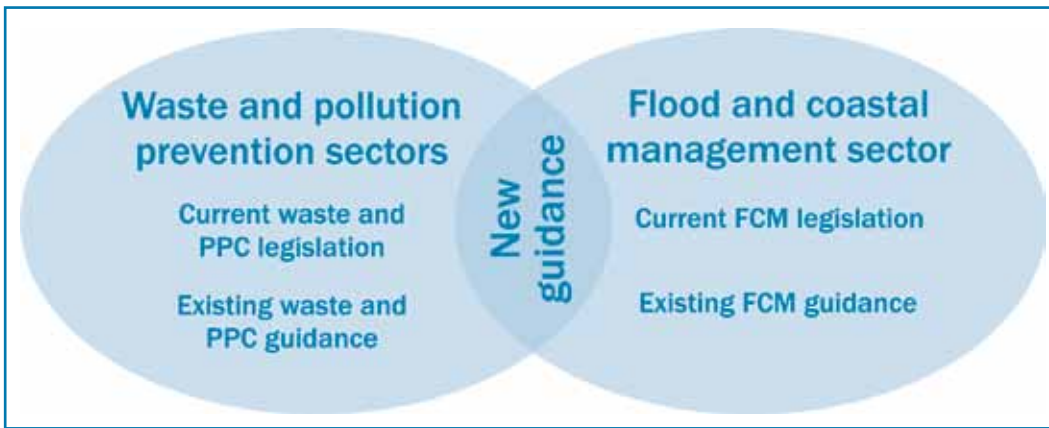 Waste and pollution
prevention sectors
Current waste and
PPC legislation
Existing waste and
PPC guidance
New
guidance
Flood and coastal
management sector
Current FCM legislation
Existing FCM guidance